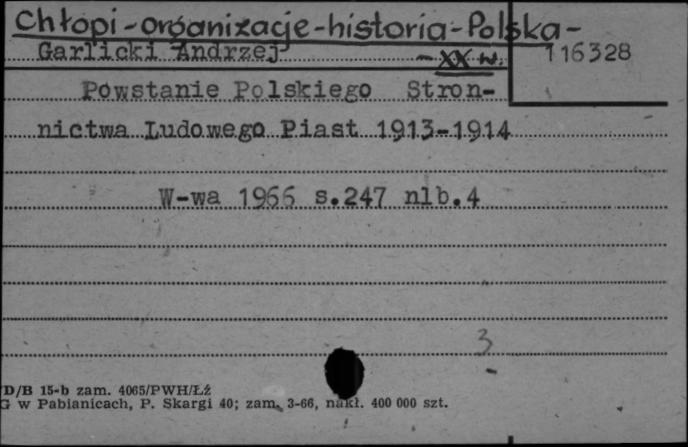 Chłopi-organizacje-historia-Polska-
Garlicki Andrzej -XX w. 116328
Powstanie Polskiego Stron-
nictwa Ludowego Piast 1913-1914
W-wa 1966 s.247 nlb.4
3
D/B 15-b zam. 4065/PWH/Łź
G w Pabianicach, P. Skargi 40; zam. 3-66, nakł. 400 000 szt.